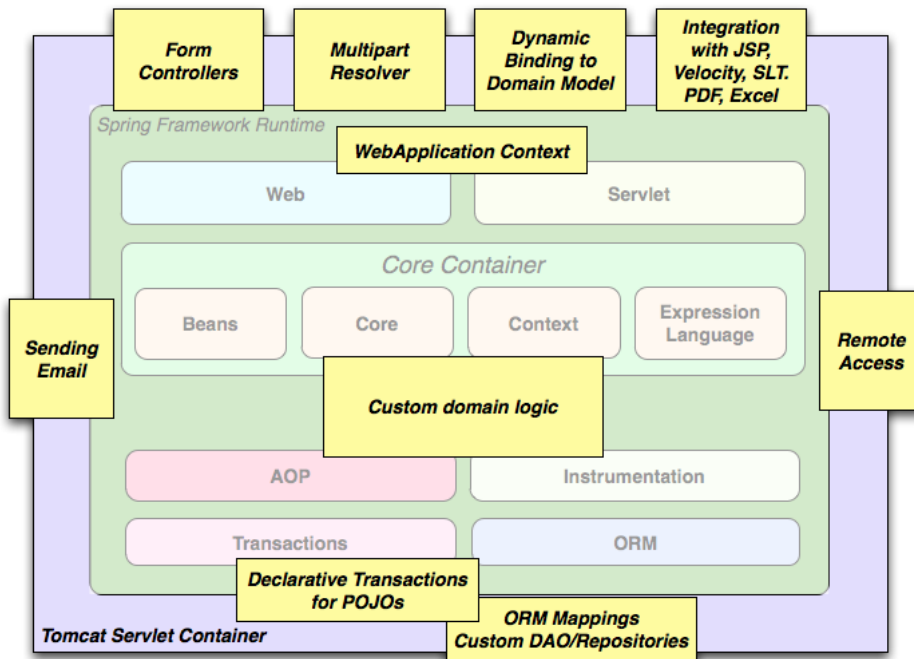 Form
Controllers
Multipart
Resolver
Dynamic
Binding to
Domain Model
Integration
with JSP,
Velocity, SLT.
PDF, Excel
Spring Framework Runtime
WebApplication Context
Web
Servlet
Core Container
Beans
Core
Context
Expression
Language
Sending
Email
Remote
Access
Custom domain logic
AOP
Instrumentation
Transactions
ORM
Declarative Transactions
for POJOs
ORM Mappings
Custom DAO/Repositories
Tomcat Servlet Container